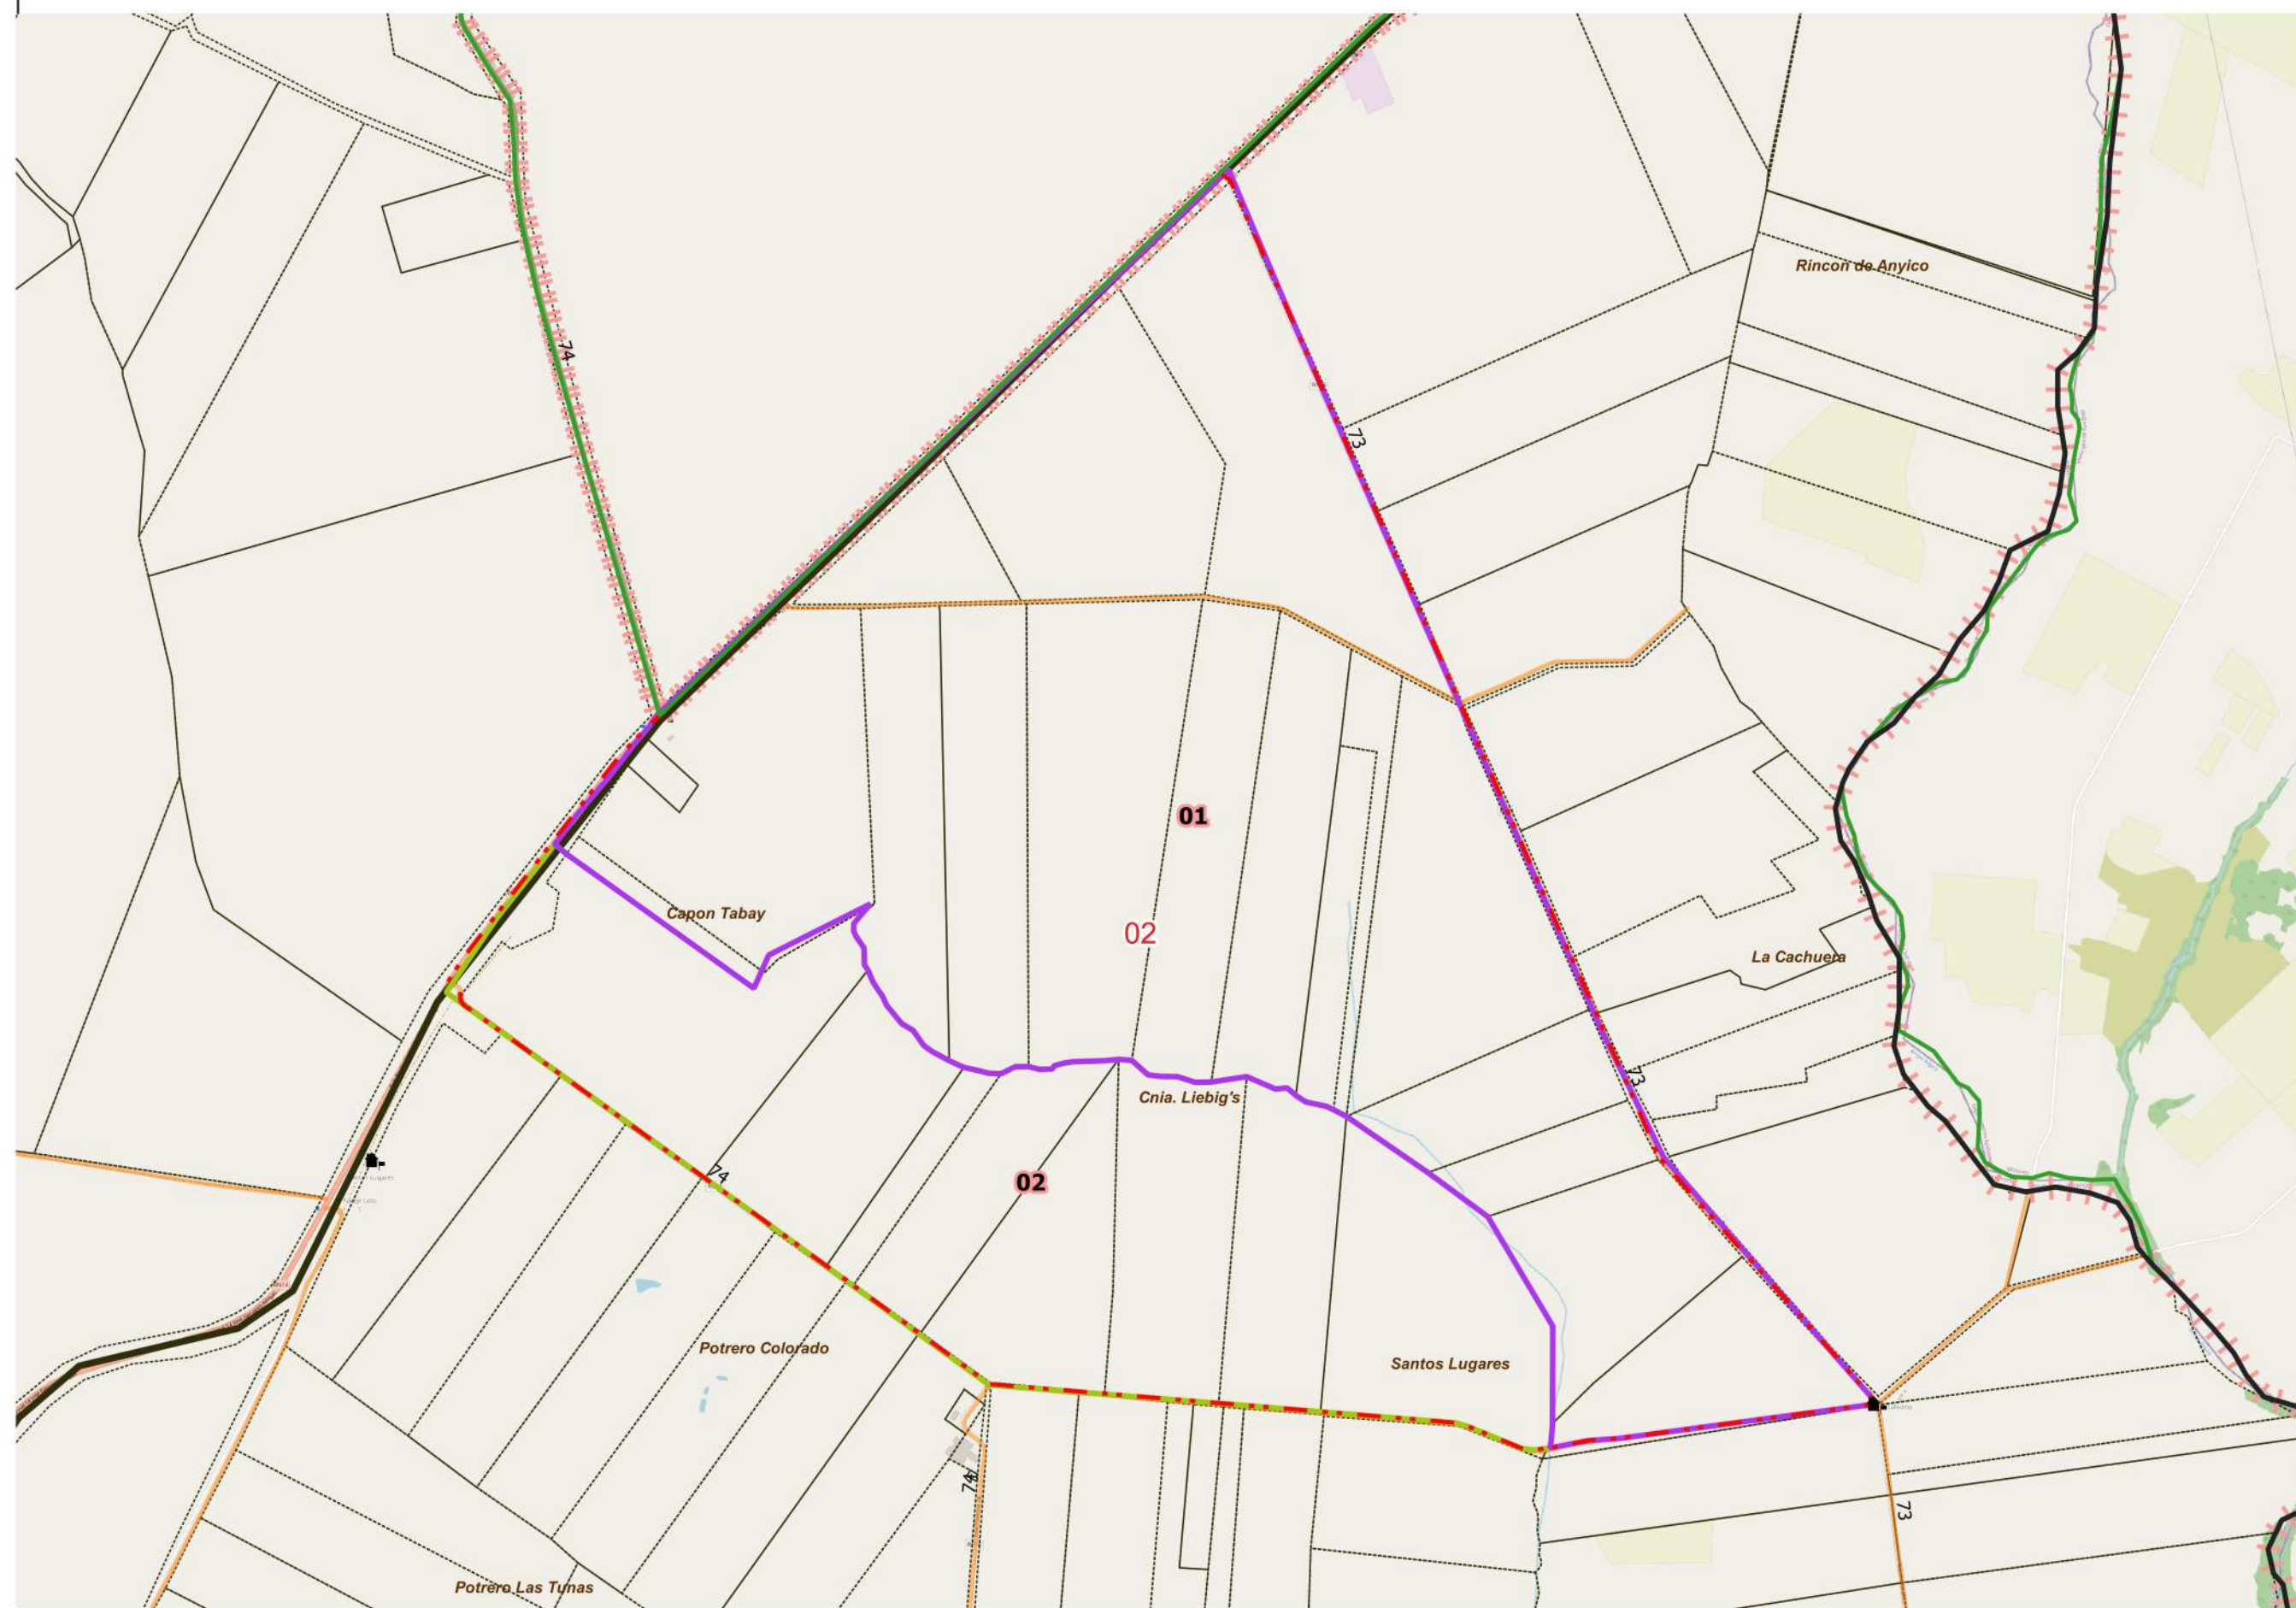 Rincon de Anyico
74
73
01
Capon Tabay
02
La Cachuera
73
Cnia. Liebig's
74
02
Potrero Colorado
Santos Lugares
74
73
Potrero Las Tunas